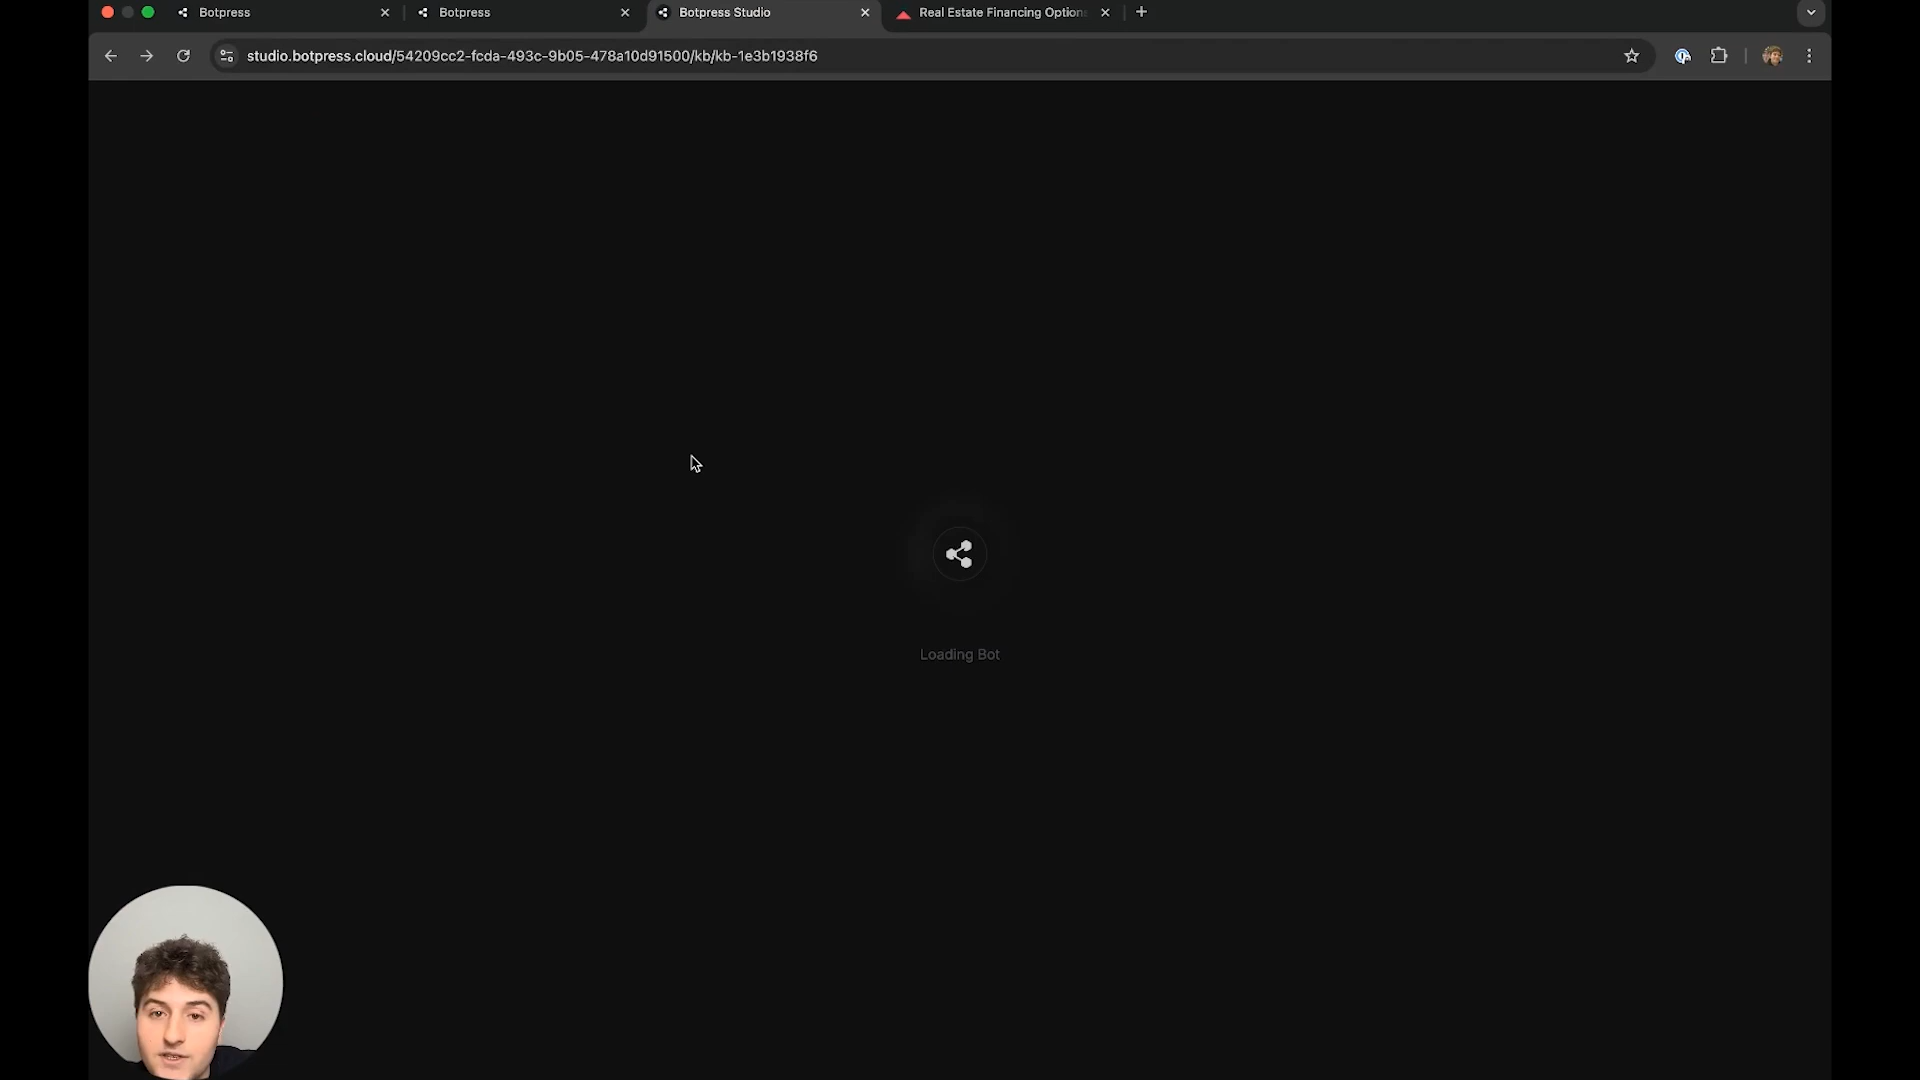 Botpress
Botpress
Botpress Studio
Real Estate Financing Option
studio.botpress.cloud/54209cc2-fcda-493c-9b05-478a10d91500/kb/kb-1e3b1938f6
Loading Bot